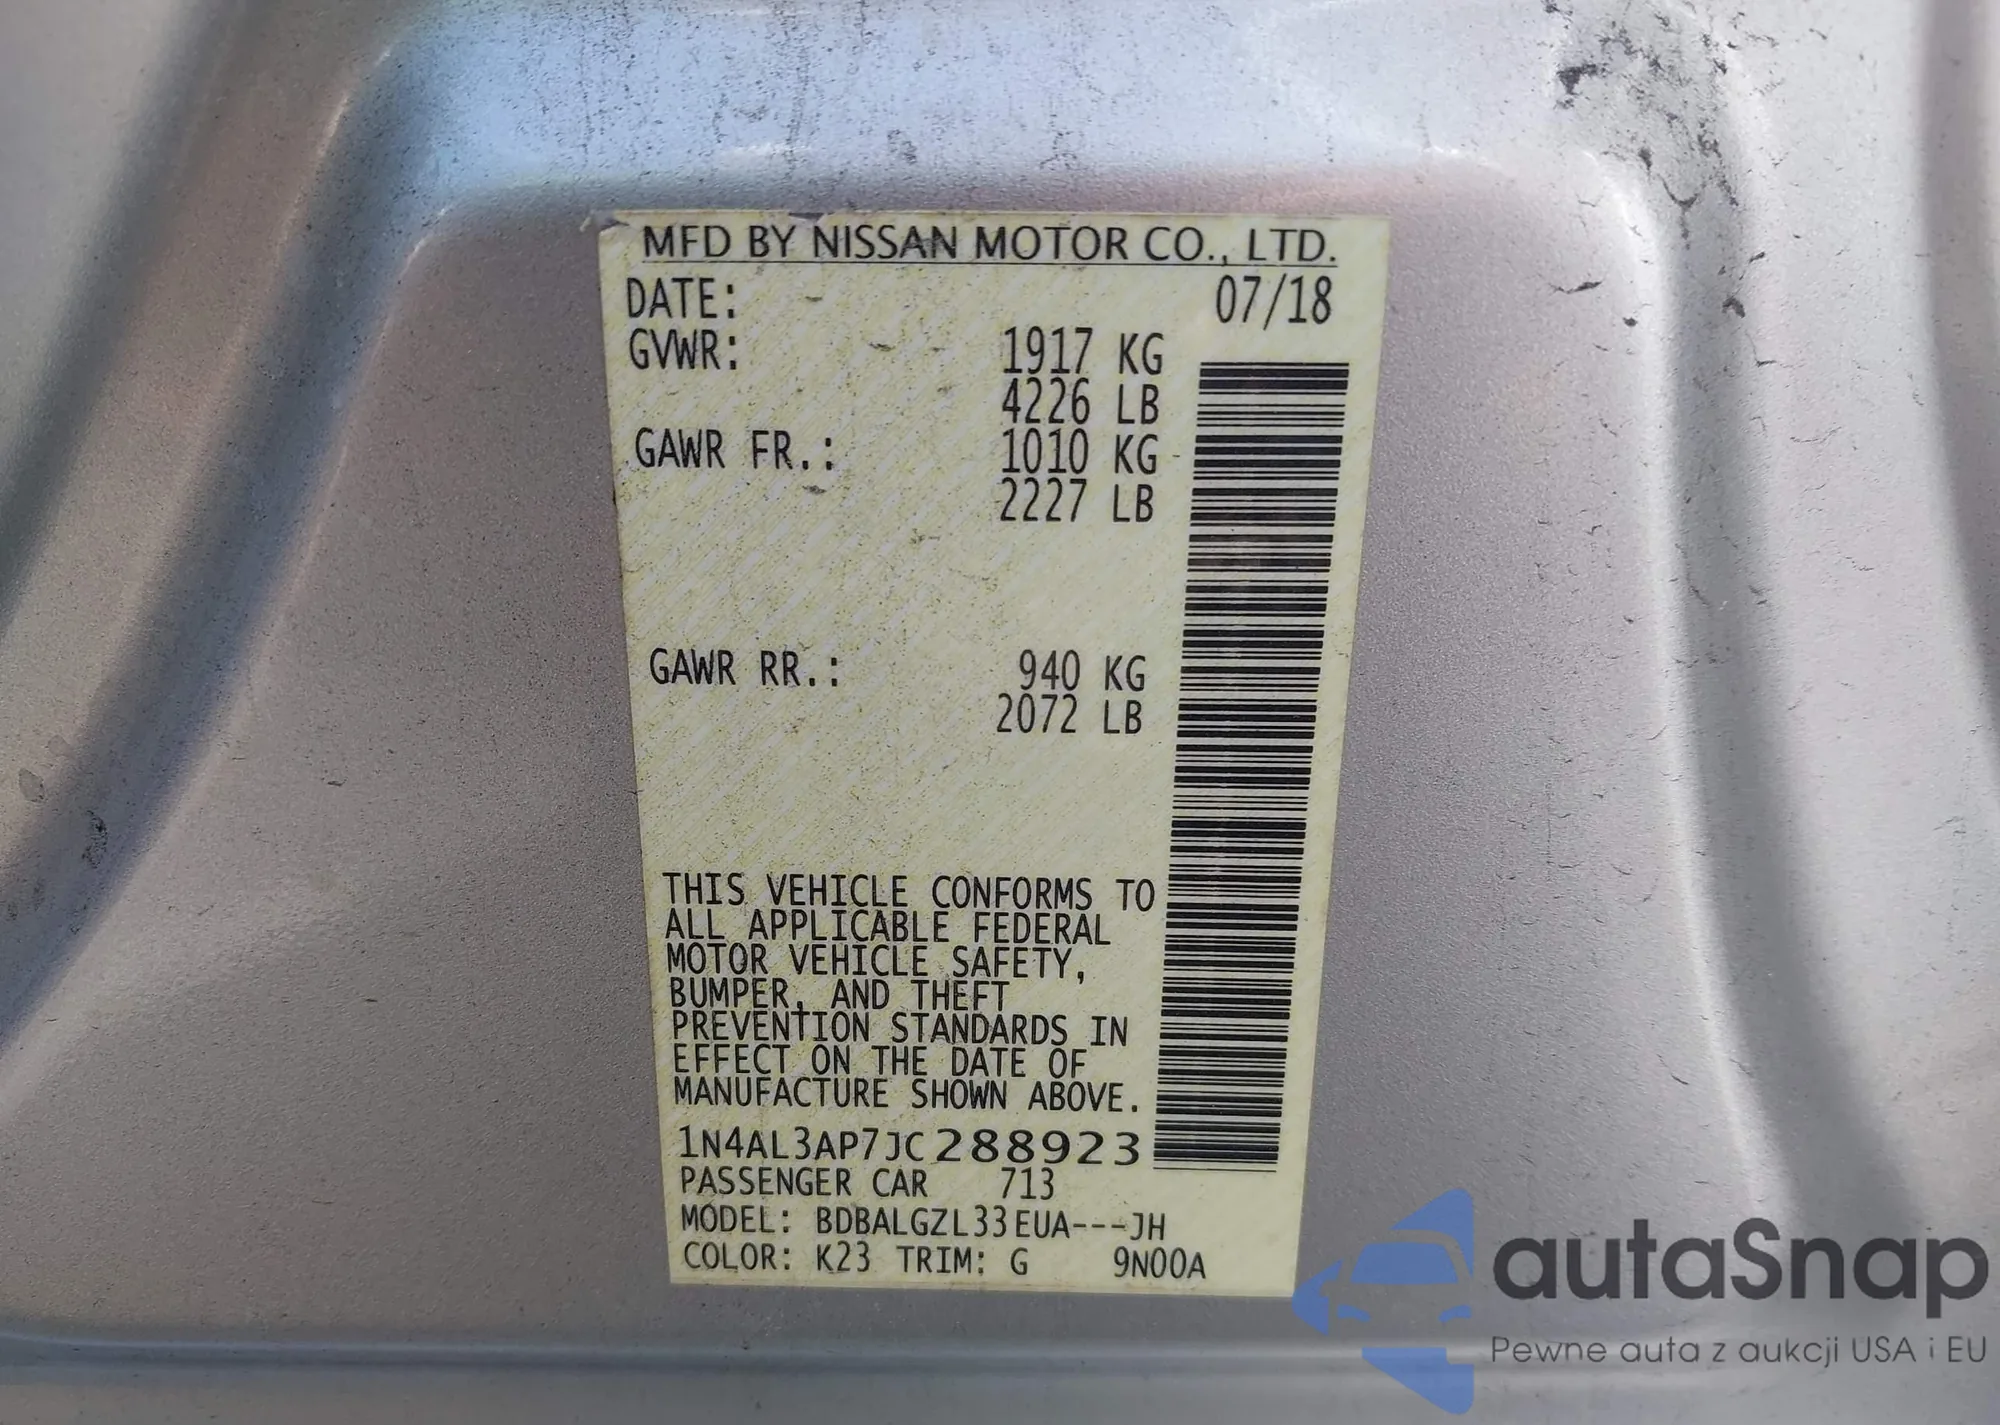 MFD BY NISSAN MOTOR CO., LTD.
DATE: 07/18
GVWR: 1917 KG
4226 LB
GAWR FR.: 1010 KG
2227 LB
GAWR RR.: 940 KG
2072 LB
THIS VEHICLE CONFORMS TO
ALL APPLICABLE FEDERAL
MOTOR VEHICLE SAFETY,
BUMPER, AND THEFT
PREVENTION STANDARDS IN
EFFECT ON THE DATE OF
MANUFACTURE SHOWN ABOVE.
1N4AL3AP7JC288923
PASSENGER CAR 713
MODEL: BDBALGZL33EUA---JH
COLOR: K23 TRIM: G 9N00A
autaSnap
Pewne auta z aukcji USA i EU